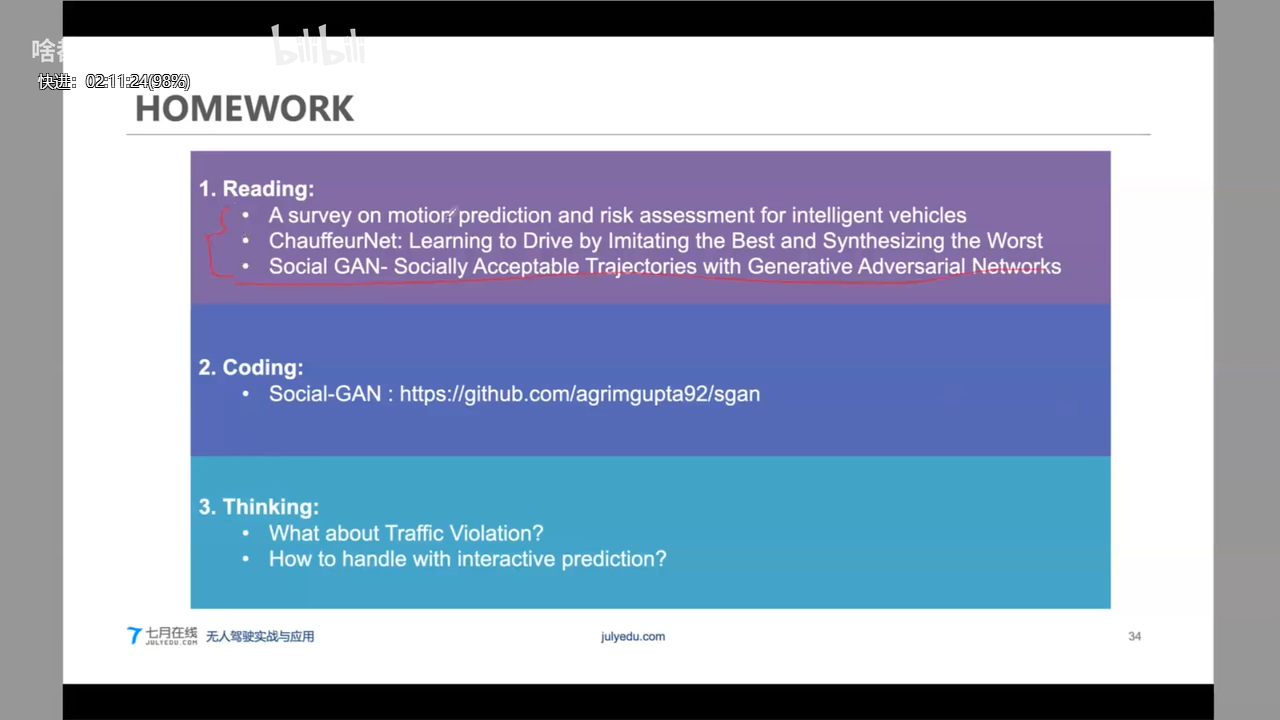 bilibili
快进: 02:11:24(98%)
HOMEWORK
1. Reading:
• A survey on motion prediction and risk assessment for intelligent vehicles
• ChauffeurNet: Learning to Drive by Imitating the Best and Synthesizing the Worst
• Social GAN- Socially Acceptable Trajectories with Generative Adversarial Networks
2. Coding:
• Social-GAN : https://github.com/agrimgupta92/sgan
3. Thinking:
• What about Traffic Violation?
• How to handle with interactive prediction?
七月在线 JULYEDU.COM 无人驾驶实战与应用 julyedu.com 34